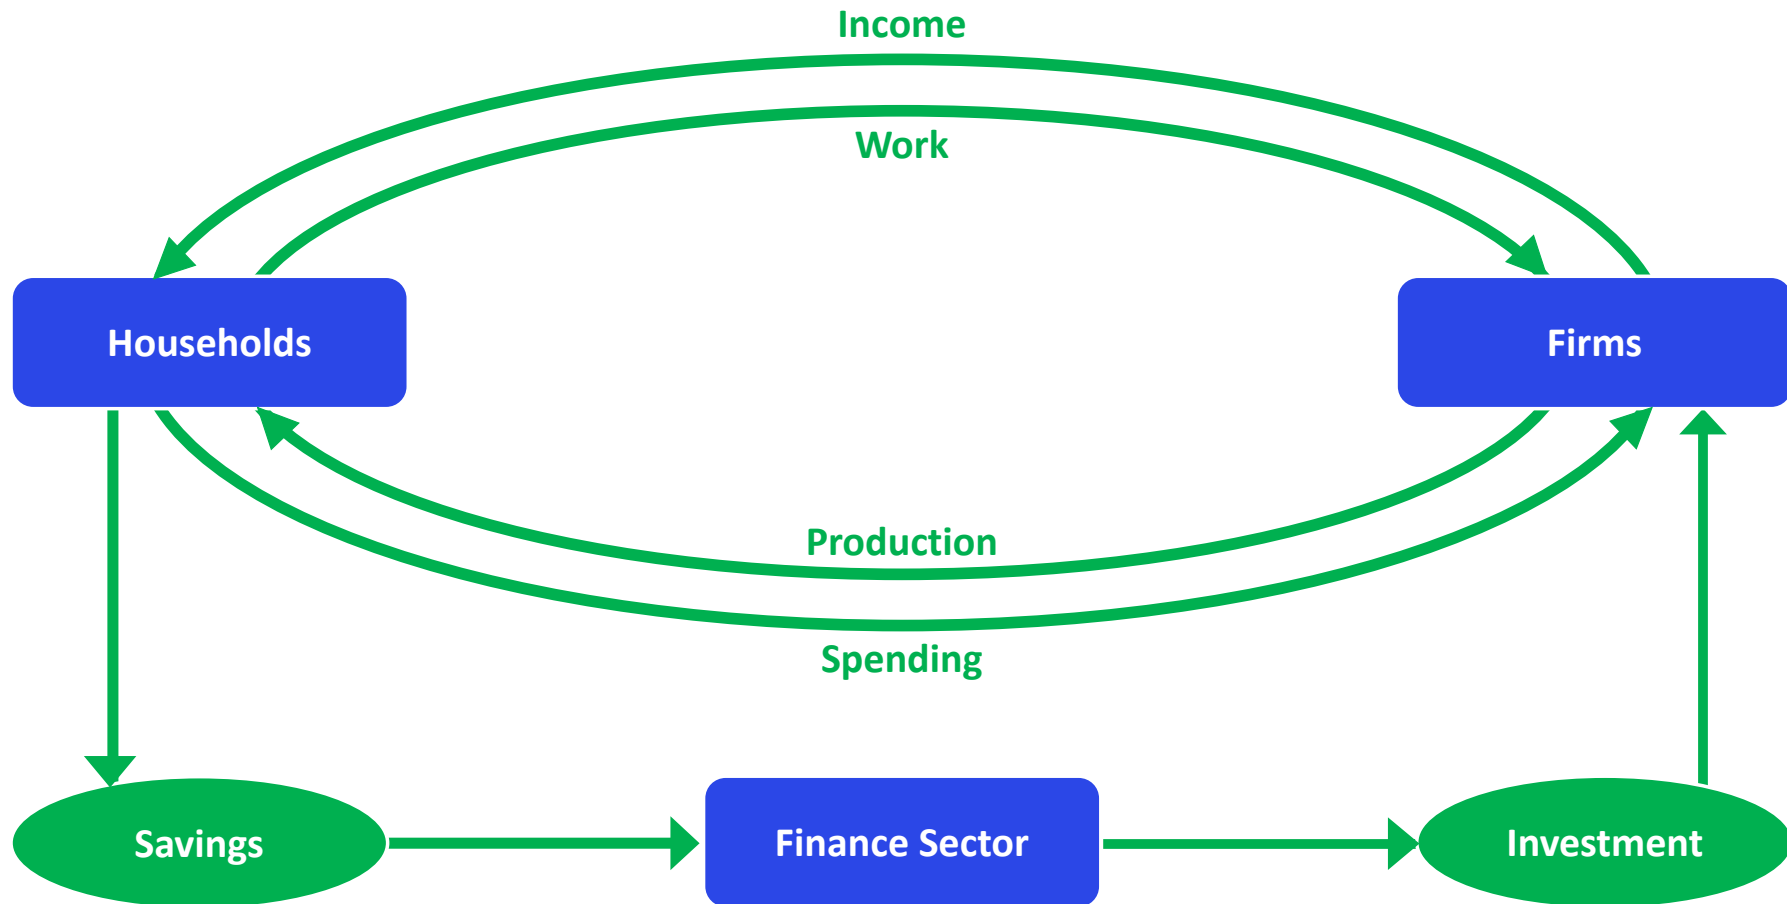 Income
Work
Households
Firms
Production
Spending
Savings
Finance Sector
Investment